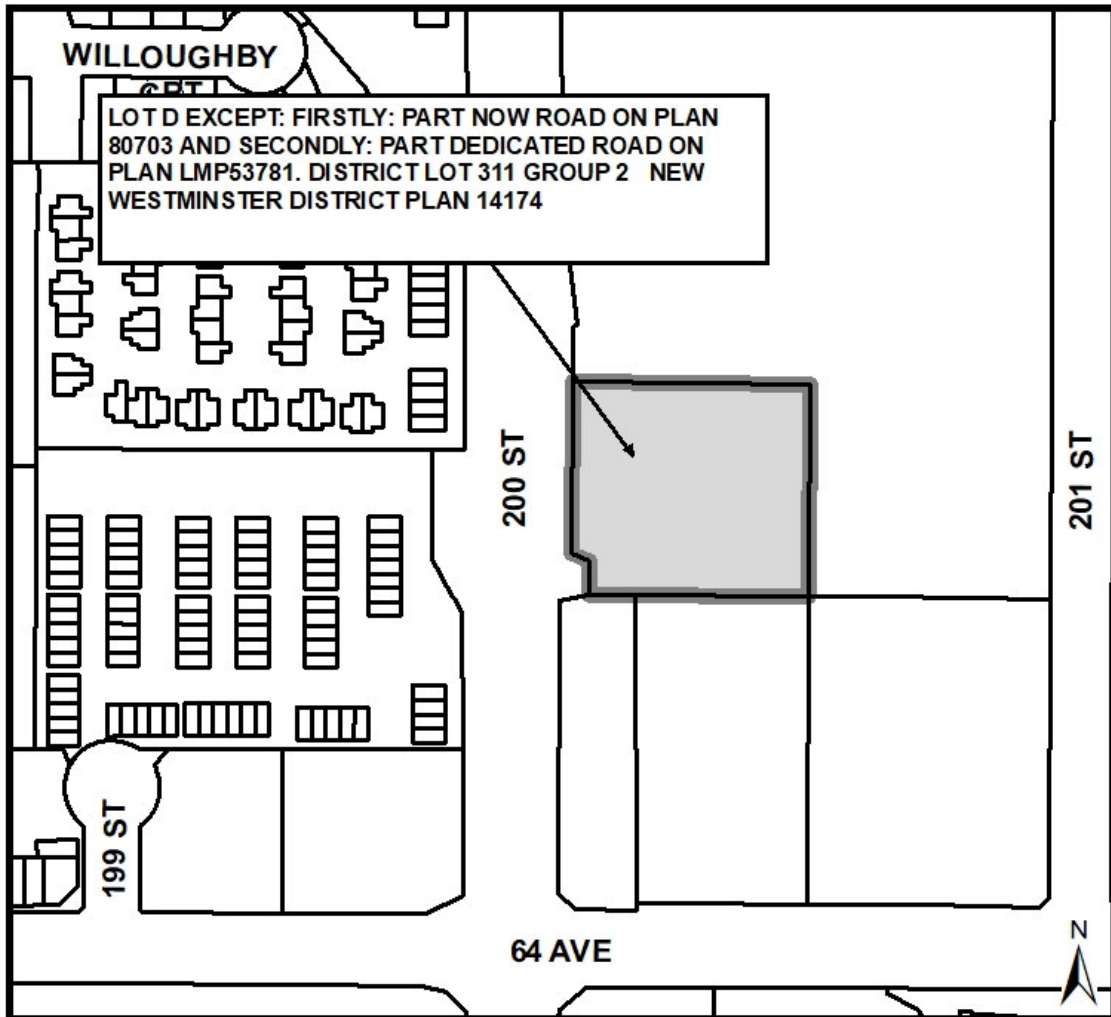 WILLOUGHBY
LOT D EXCEPT: FIRSTLY: PART NOW ROAD ON PLAN
80703 AND SECONDLY: PART DEDICATED ROAD ON
PLAN LMP53781. DISTRICT LOT 311 GROUP 2 NEW
WESTMINSTER DISTRICT PLAN 14174
200 ST
201 ST
199 ST
64 AVE
N